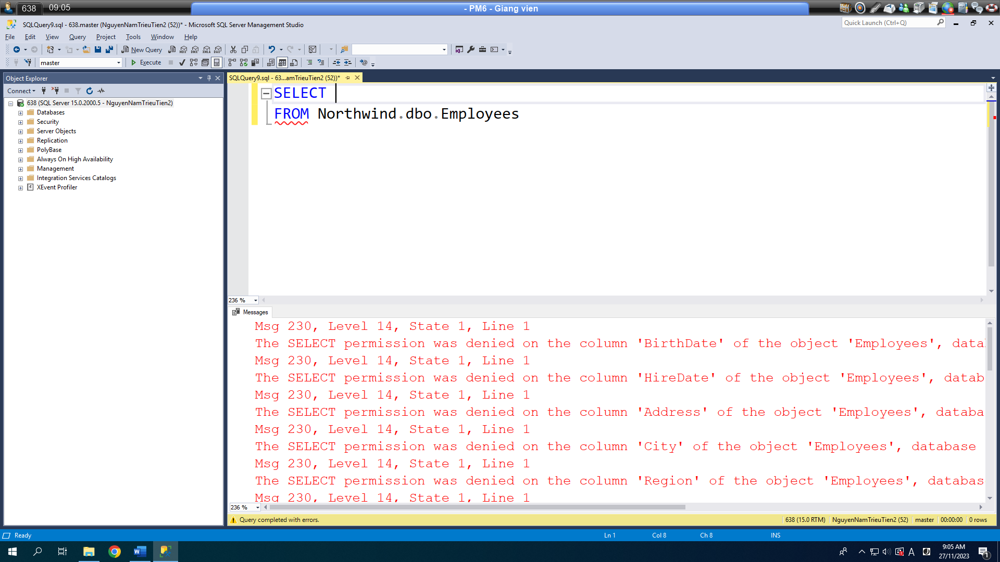 638
09:05
- PM6 - Giang vien
SQLQuery9.sql - 638.master (NguyenNamTrieuTien2 (52))* - Microsoft SQL Server Management Studio
Quick Launch (Ctrl+Q)
File Edit View Query Project Tools Window Help
New Query
MDX DMX XMLA DAX
master
Execute
Object Explorer
SQLQuery9.sql - 63...amTrieuTien2 (52))*
Connect
638 (SQL Server 15.0.2000.5 - NguyenNamTrieuTien2)
Databases
Security
Server Objects
Replication
PolyBase
Always On High Availability
Management
Integration Services Catalogs
XEvent Profiler
SELECT
FROM Northwind.dbo.Employees
236 %
Messages
Msg 230, Level 14, State 1, Line 1
The SELECT permission was denied on the column 'BirthDate' of the object 'Employees', data
Msg 230, Level 14, State 1, Line 1
The SELECT permission was denied on the column 'HireDate' of the object 'Employees', datab
Msg 230, Level 14, State 1, Line 1
The SELECT permission was denied on the column 'Address' of the object 'Employees', databa
Msg 230, Level 14, State 1, Line 1
The SELECT permission was denied on the column 'City' of the object 'Employees', database
Msg 230, Level 14, State 1, Line 1
The SELECT permission was denied on the column 'Region' of the object 'Employees', databas
Msg 230, Level 14, State 1, Line 1
236 %
Query completed with errors.
638 (15.0 RTM) NguyenNamTrieuTien2 (52) master 00:00:00 0 rows
Ready
Ln 1 Col 8 Ch 8 INS
A
9:05 AM
27/11/2023
1